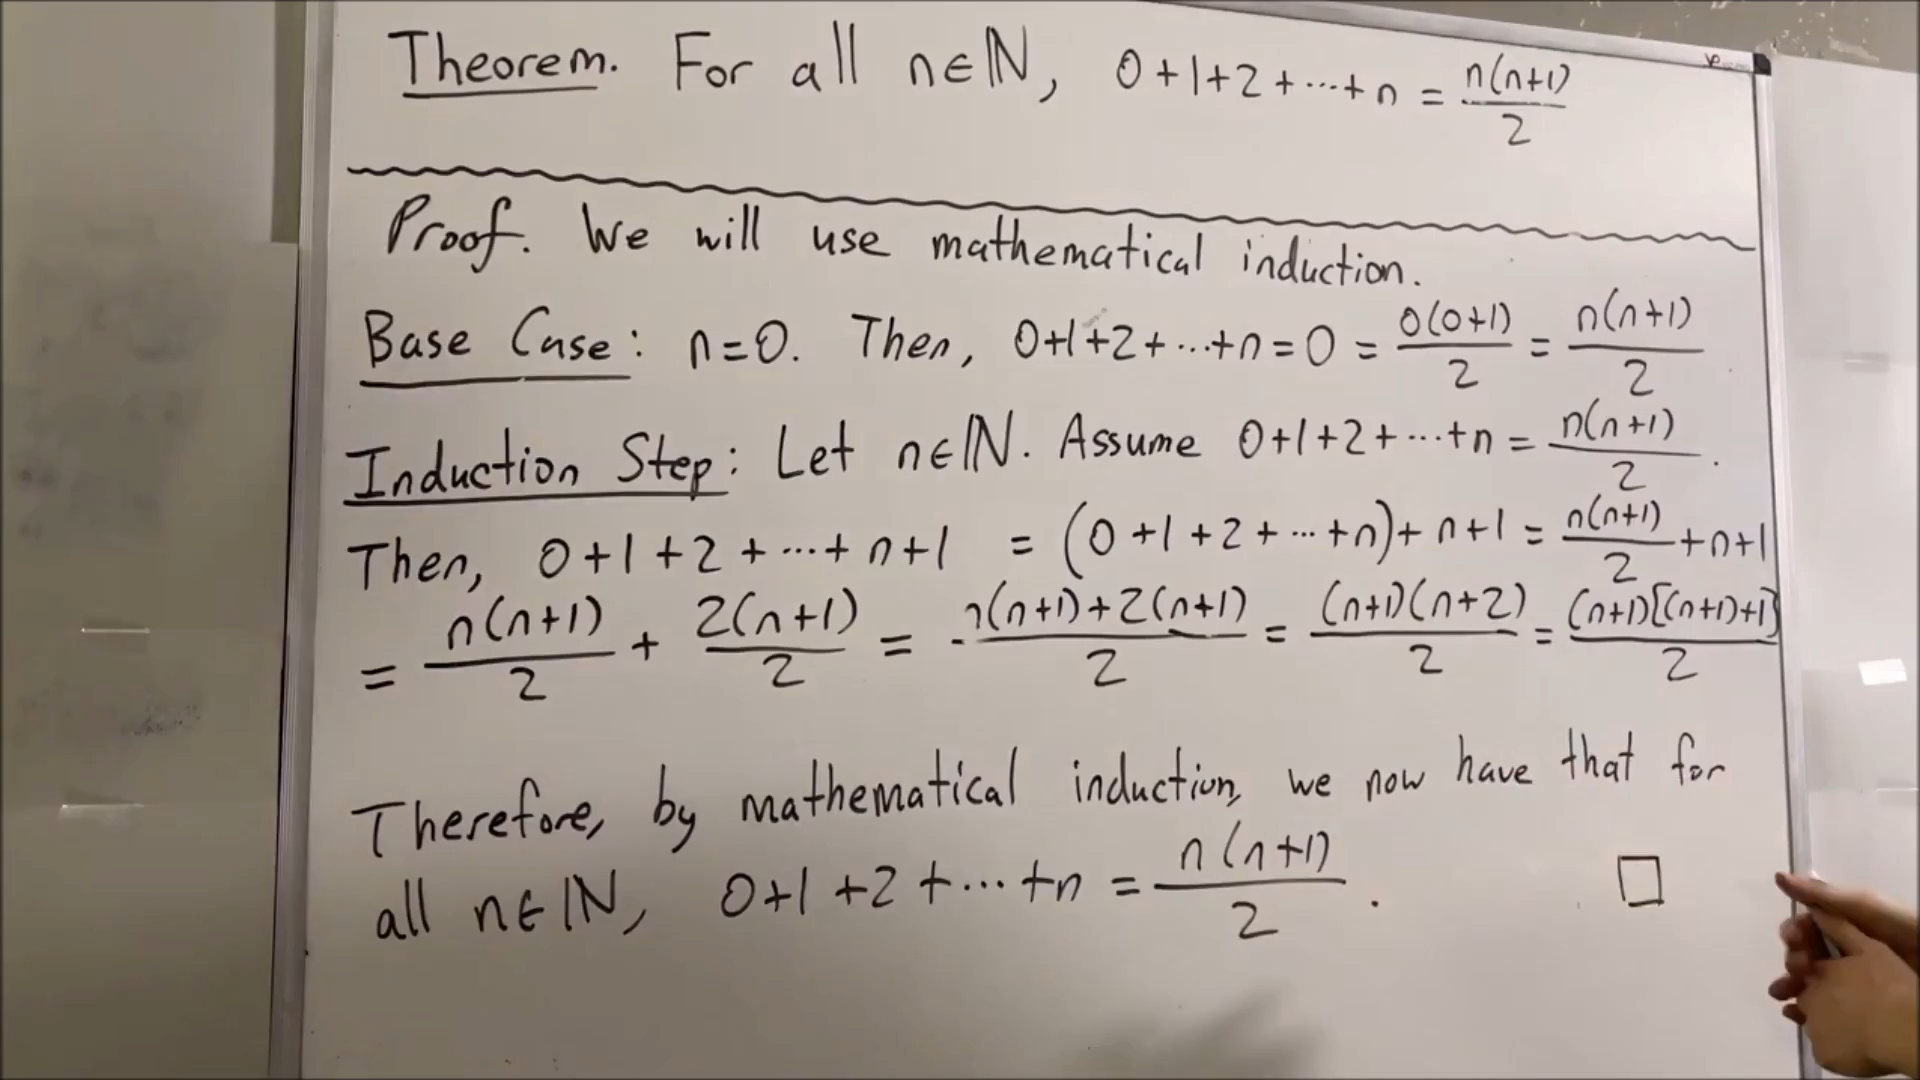 Theorem. For all n∈ℕ, 0+1+2+⋯+n = n(n+1)/2
Proof. We will use mathematical induction.
Base Case: n=0. Then, 0+1+2+⋯+n = 0 = 0(0+1)/2 = n(n+1)/2
Induction Step: Let n∈ℕ. Assume 0+1+2+⋯+n = n(n+1)/2.
Then, 0+1+2+⋯+n+1 = (0+1+2+⋯+n)+n+1 = n(n+1)/2 +n+1
= n(n+1)/2 + 2(n+1)/2 = n(n+1)+2(n+1)/2 = (n+1)(n+2)/2 = (n+1)[(n+1)+1]/2
Therefore, by mathematical induction, we now have that for
all n∈ℕ, 0+1+2+⋯+n = n(n+1)/2. □